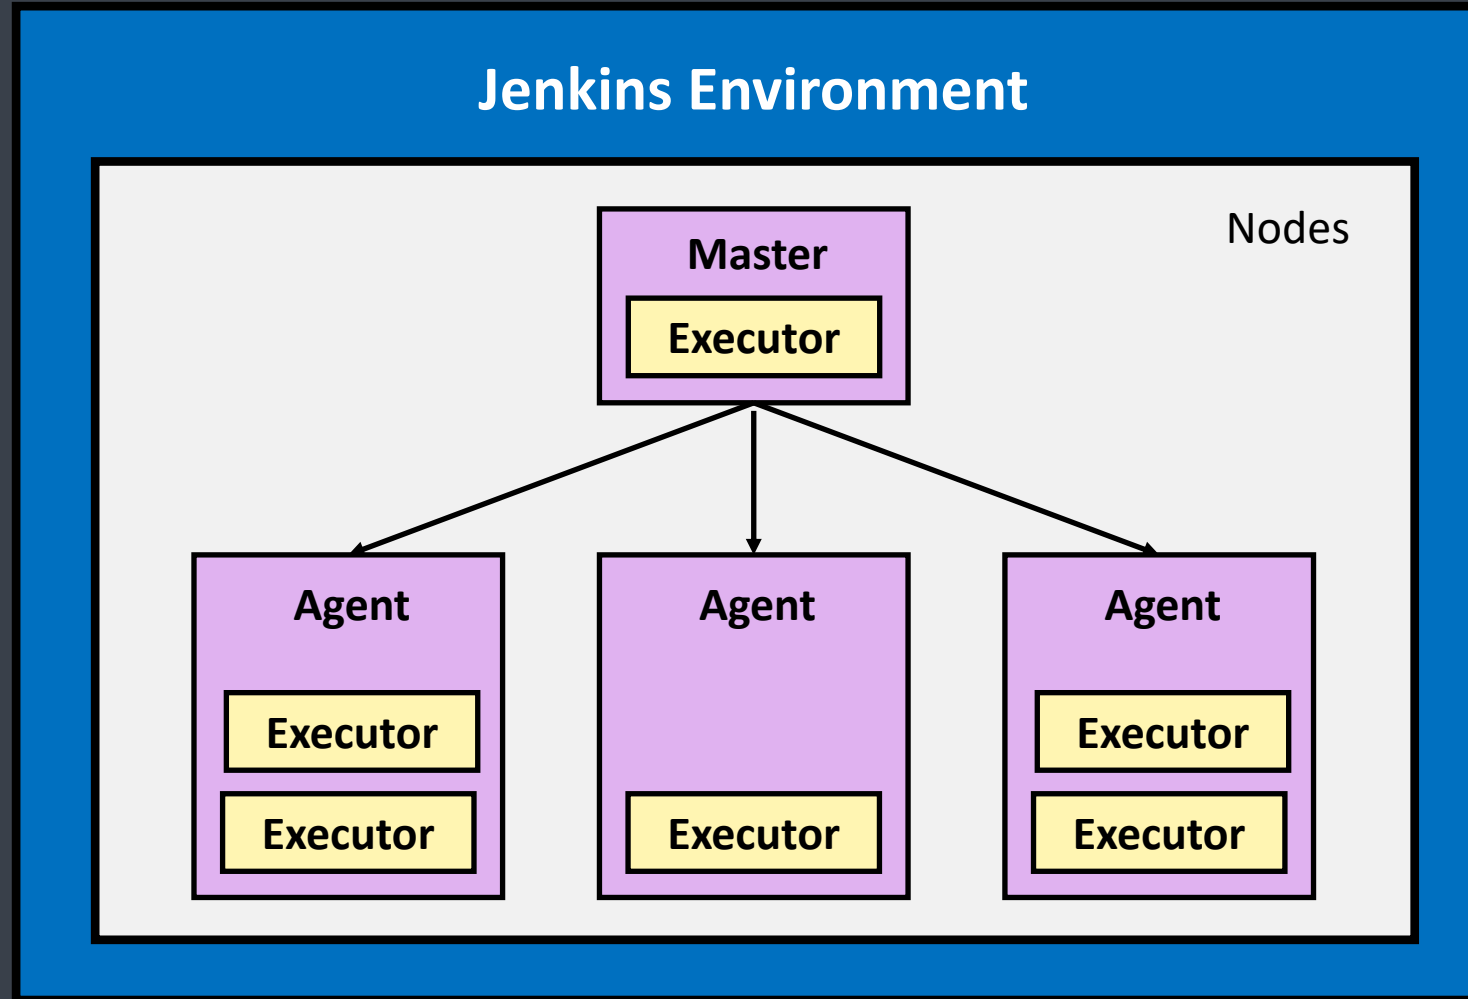 Jenkins Environment
Nodes
Master
Executor
Agent
Executor
Executor
Agent
Executor
Agent
Executor
Executor